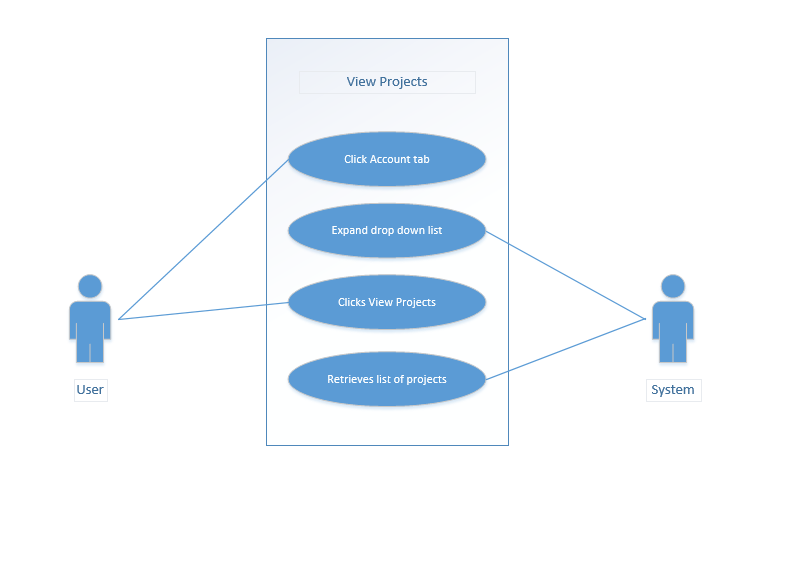 View Projects
Click Account tab
Expand drop down list
Clicks View Projects
Retrieves list of projects
User
System